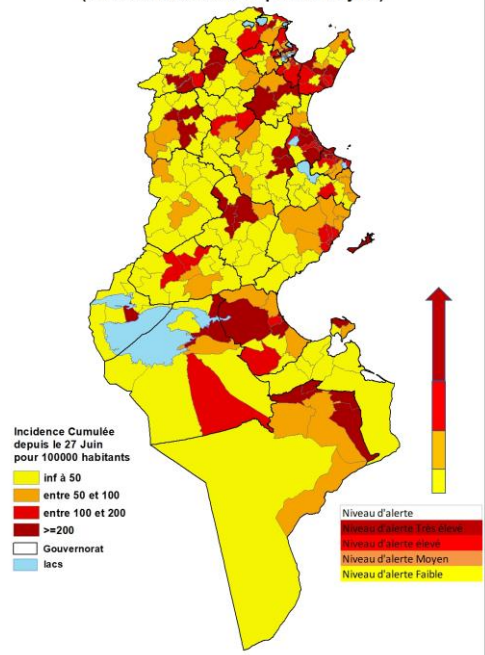 Incidence Cumulée
depuis le 27 Juin
pour 100000 habitants
inf à 50
entre 50 et 100
entre 100 et 200
>=200
Gouvernorat
lacs
Niveau d'alerte
Niveau d'alerte Très élevé
Niveau d'alerte élevé
Niveau d'alerte Moyen
Niveau d'alerte Faible